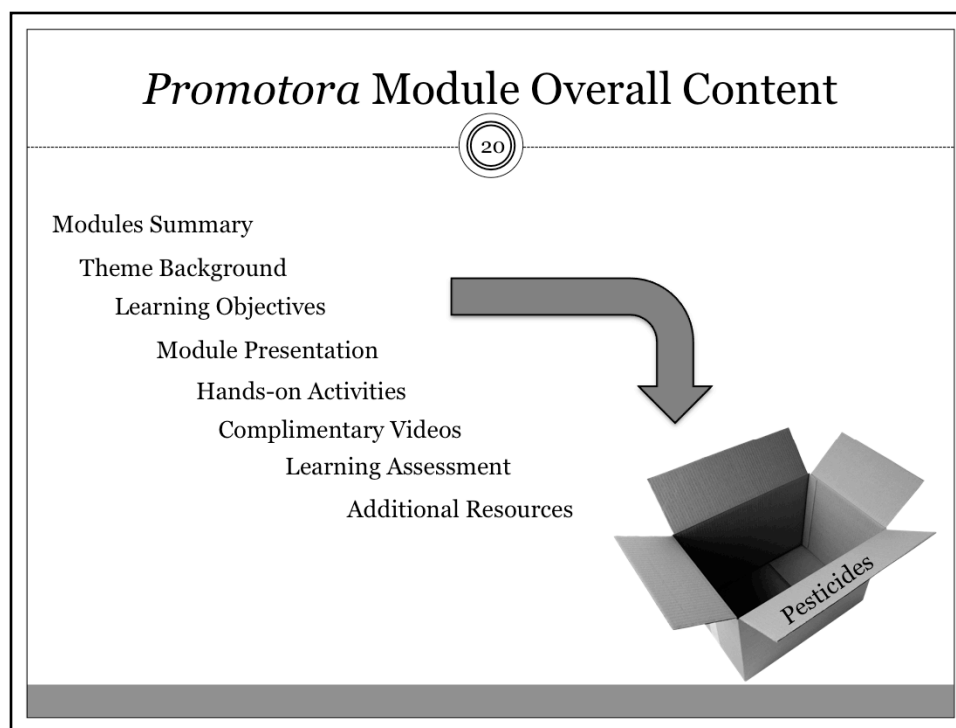 Promotora Module Overall Content
20
Modules Summary
Theme Background
Learning Objectives
Module Presentation
Hands-on Activities
Complimentary Videos
Learning Assessment
Additional Resources
Pesticides